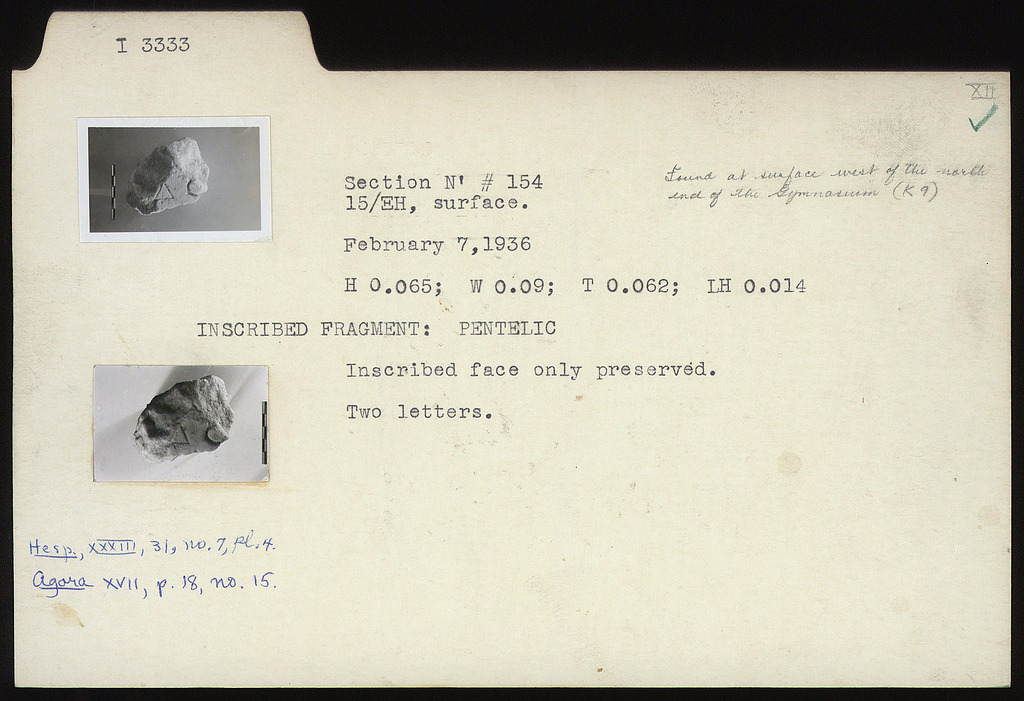 I 3333
XII
Section N' # 154
15/EH, surface.
Found at surface west of the north
end of the Gymnasium (K 9)
February 7,1936
H 0.065; W 0.09; T 0.062; LH 0.014
INSCRIBED FRAGMENT: PENTELIC
Inscribed face only preserved.
Two letters.
Hesp., XXXIII, 31, no. 7, Pl. 4.
Agora XVII, p. 18, no. 15.